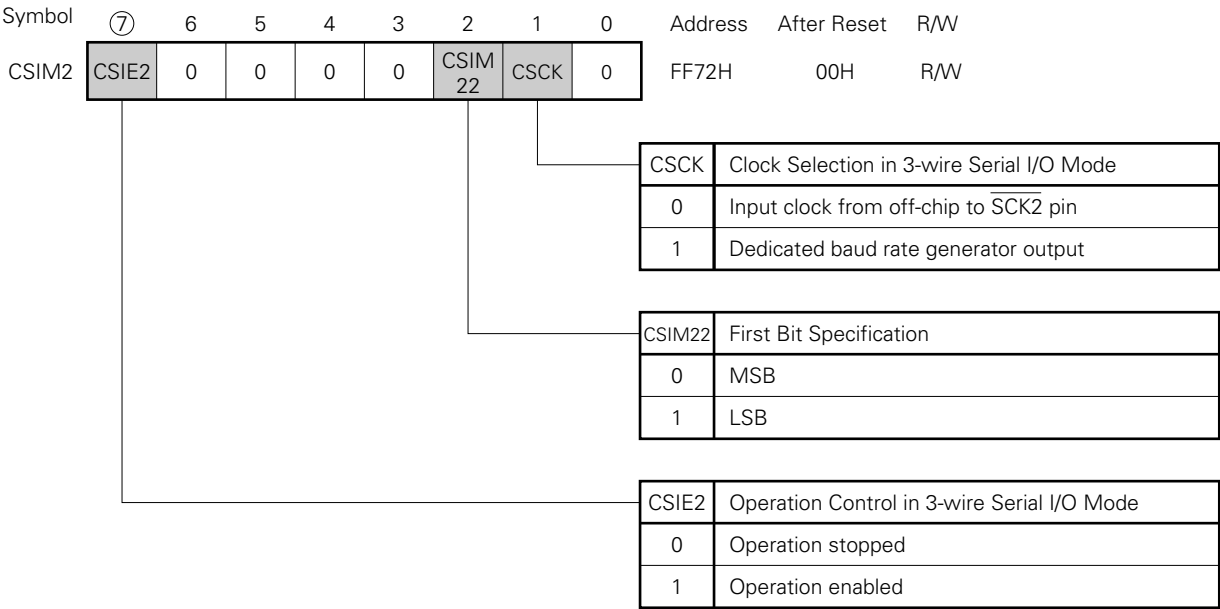 Symbol ⑦ 6 5 4 3 2 1 0 Address After Reset R/W
CSIM2 CSIE2 0 0 0 0 CSIM 22 CSCK 0 FF72H 00H R/W
CSCK Clock Selection in 3-wire Serial I/O Mode
0 Input clock from off-chip to S̅C̅K̅2̅ pin
1 Dedicated baud rate generator output
CSIM22 First Bit Specification
0 MSB
1 LSB
CSIE2 Operation Control in 3-wire Serial I/O Mode
0 Operation stopped
1 Operation enabled